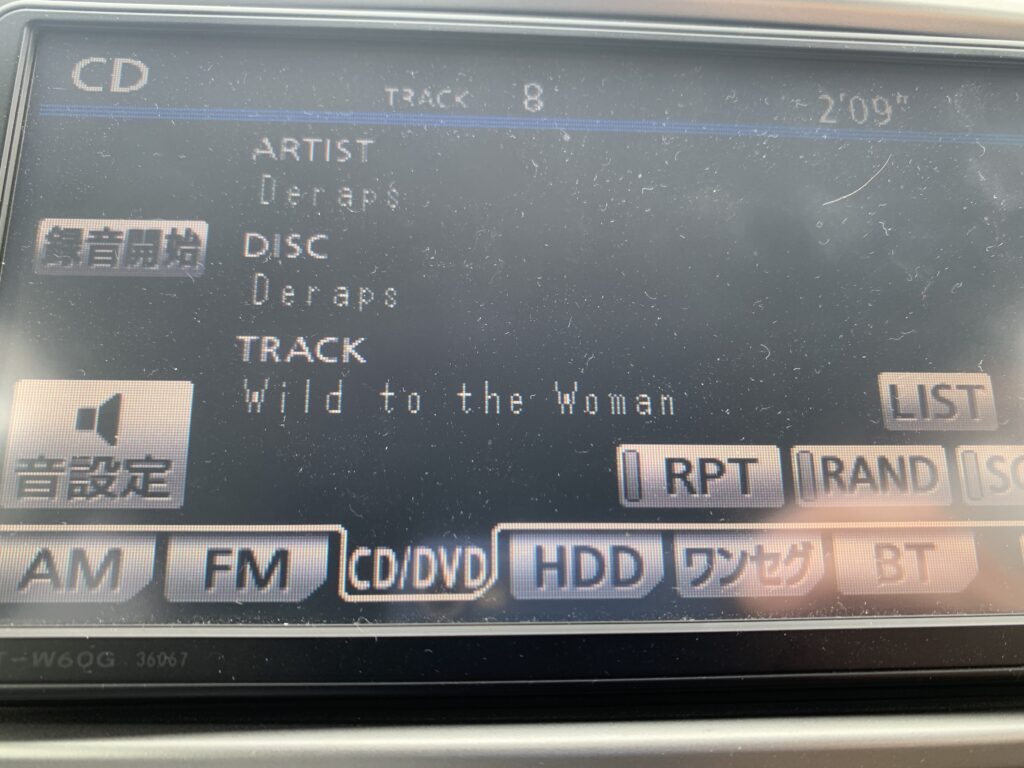 CD
TRACK 8 2'09"
ARTIST
Deraps
録音開始
DISC
Deraps
TRACK
Wild to the Woman
LIST
音設定
RPT
RAND
AM
FM
CD/DVD
HDD
ワンセグ
BT
T-W60G 36067